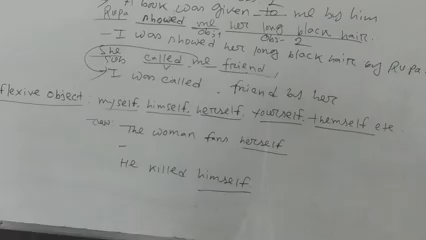 A book was given to me by him
Rupa showed me her long black hair.
obj 1 obj - 2
- I was showed her long black hair by Rupa.
She called me friend.
I was called . friend by her
flexive object. myself, himself, herself, yourself, themself etc.
The woman fans herself
-
He killed himself